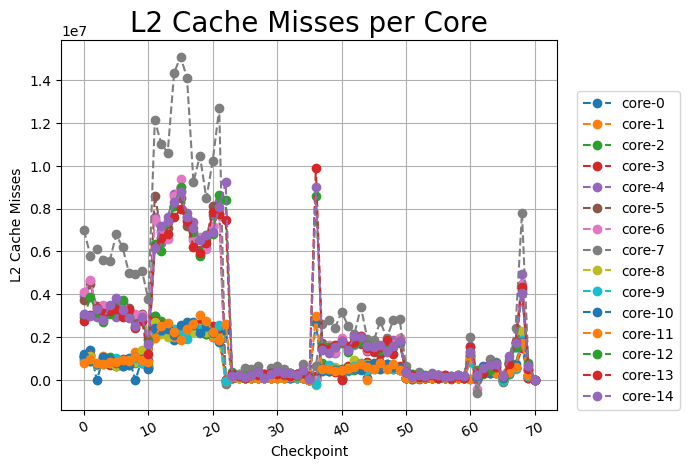 L2 Cache Misses per Core
1e7
1.4
1.2
1.0
0.8
0.6
0.4
0.2
0.0
L2 Cache Misses
0
10
20
30
40
50
60
70
Checkpoint
core-0
core-1
core-2
core-3
core-4
core-5
core-6
core-7
core-8
core-9
core-10
core-11
core-12
core-13
core-14